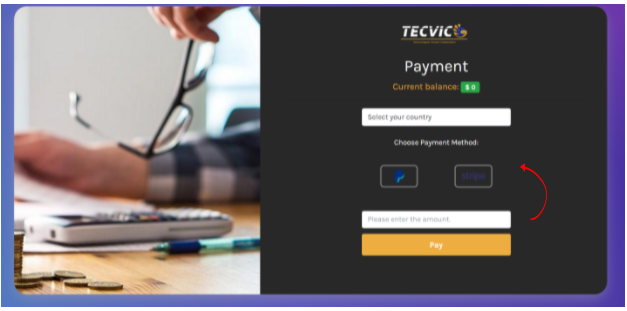 TECVIC
Payment
Current balance: $ 0
Select your country
Choose Payment Method:
stripe
Please enter the amount.
Pay